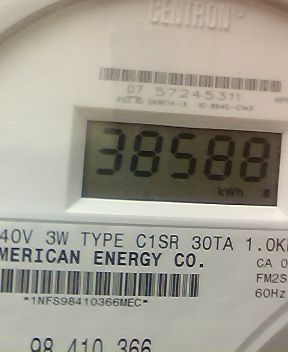 CENTRON
07 57245311
38588
kWh
40V 3W TYPE C1SR 30TA 1.0K
MERICAN ENERGY CO.
CA 0
FM2S
60Hz
*1NFS98410366MEC*
98 410 366